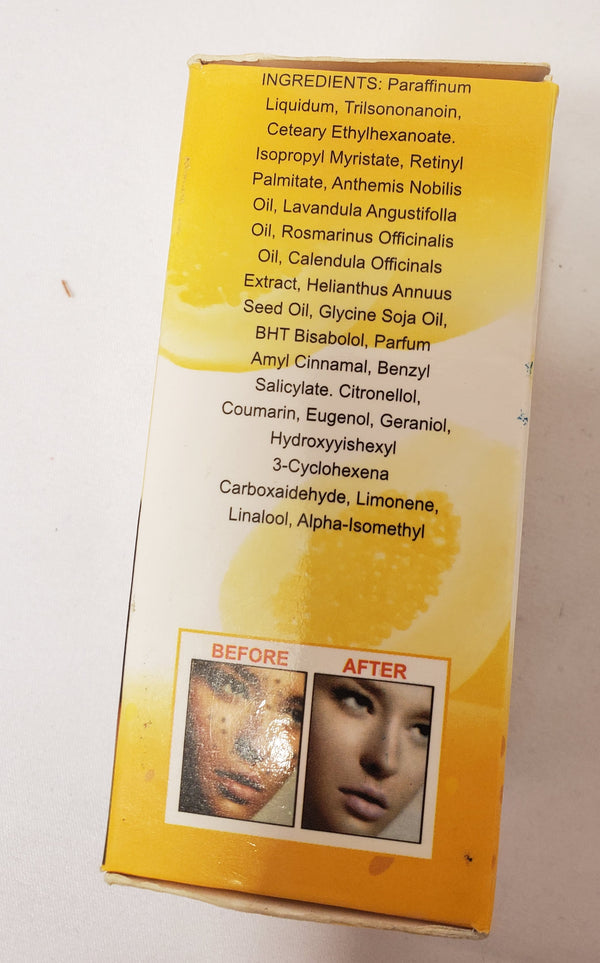 INGREDIENTS: Paraffinum
Liquidum, Trilsononanoin,
Ceteary Ethylhexanoate.
Isopropyl Myristate, Retinyl
Palmitate, Anthemis Nobilis
Oil, Lavandula Angustifolla
Oil, Rosmarinus Officinalis
Oil, Calendula Officinals
Extract, Helianthus Annuus
Seed Oil, Glycine Soja Oil,
BHT Bisabolol, Parfum
Amyl Cinnamal, Benzyl
Salicylate. Citronellol,
Coumarin, Eugenol, Geraniol,
Hydroxyyishexyl
3-Cyclohexena
Carboxaidehyde, Limonene,
Linalool, Alpha-Isomethyl
BEFORE AFTER